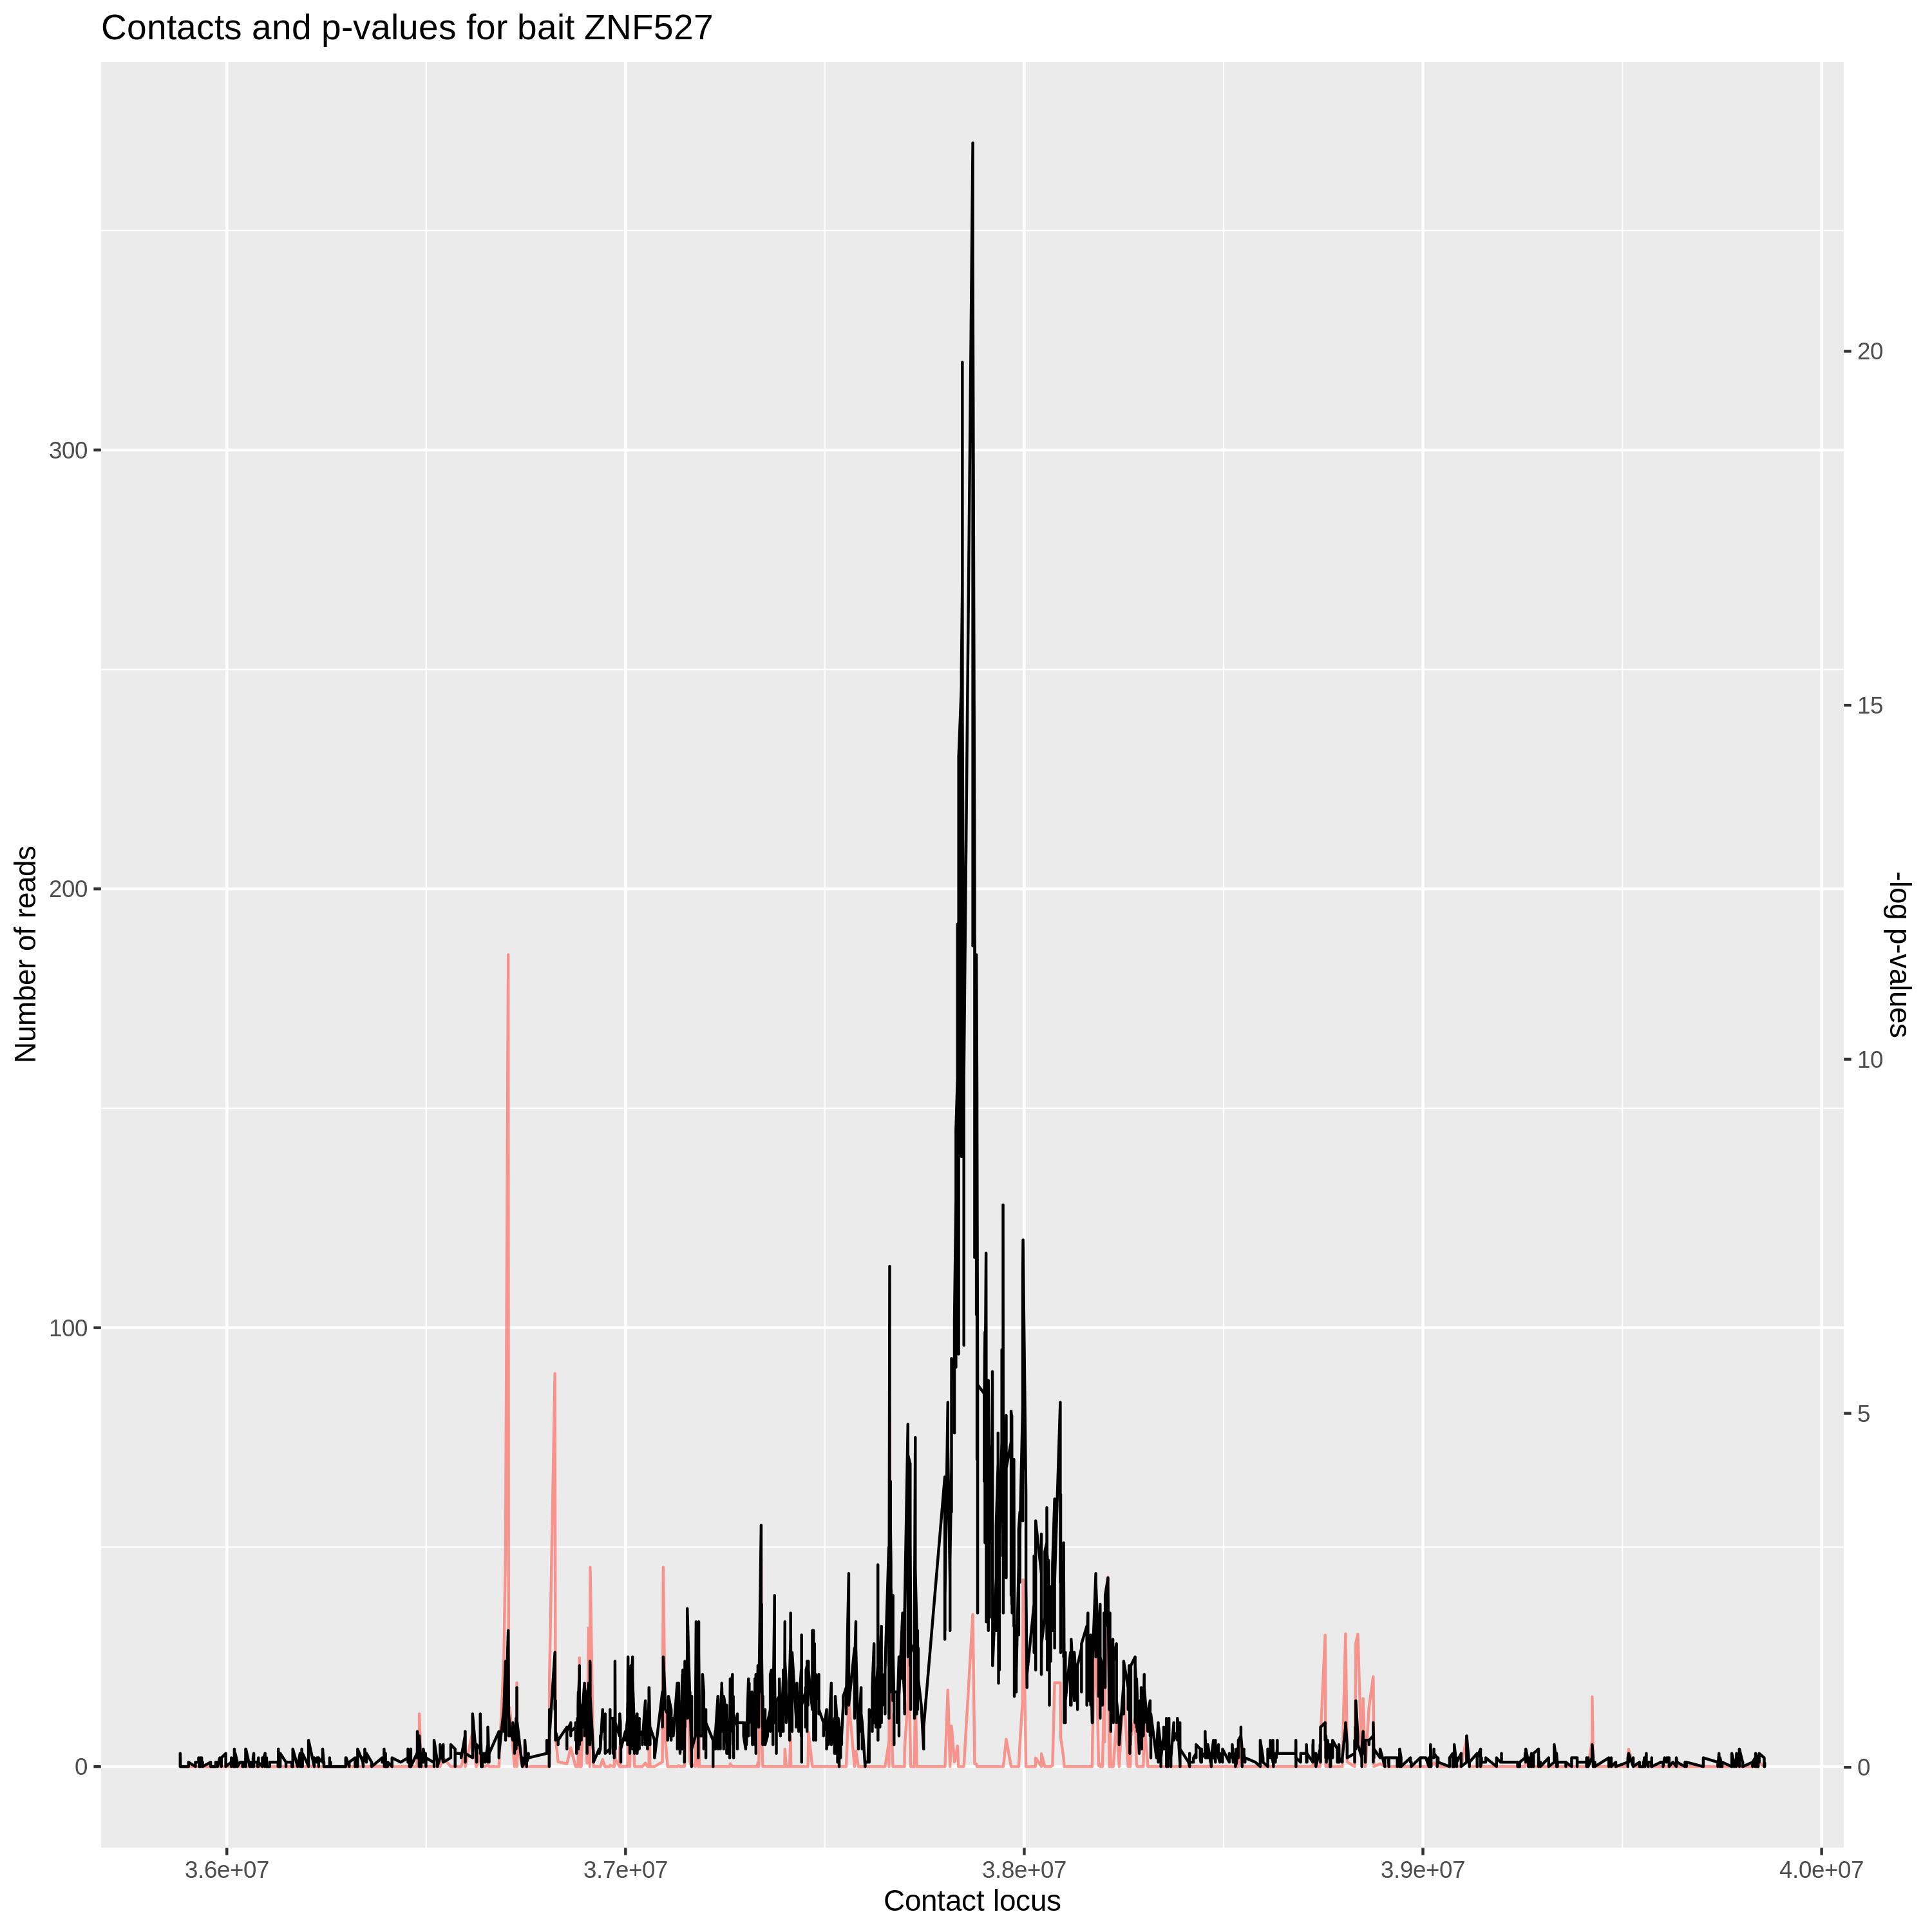 Contacts and p-values for bait ZNF527
Number of reads
300
200
100
0
20
15
10
5
0
-log p-values
3.6e+07
3.7e+07
3.8e+07
3.9e+07
4.0e+07
Contact locus